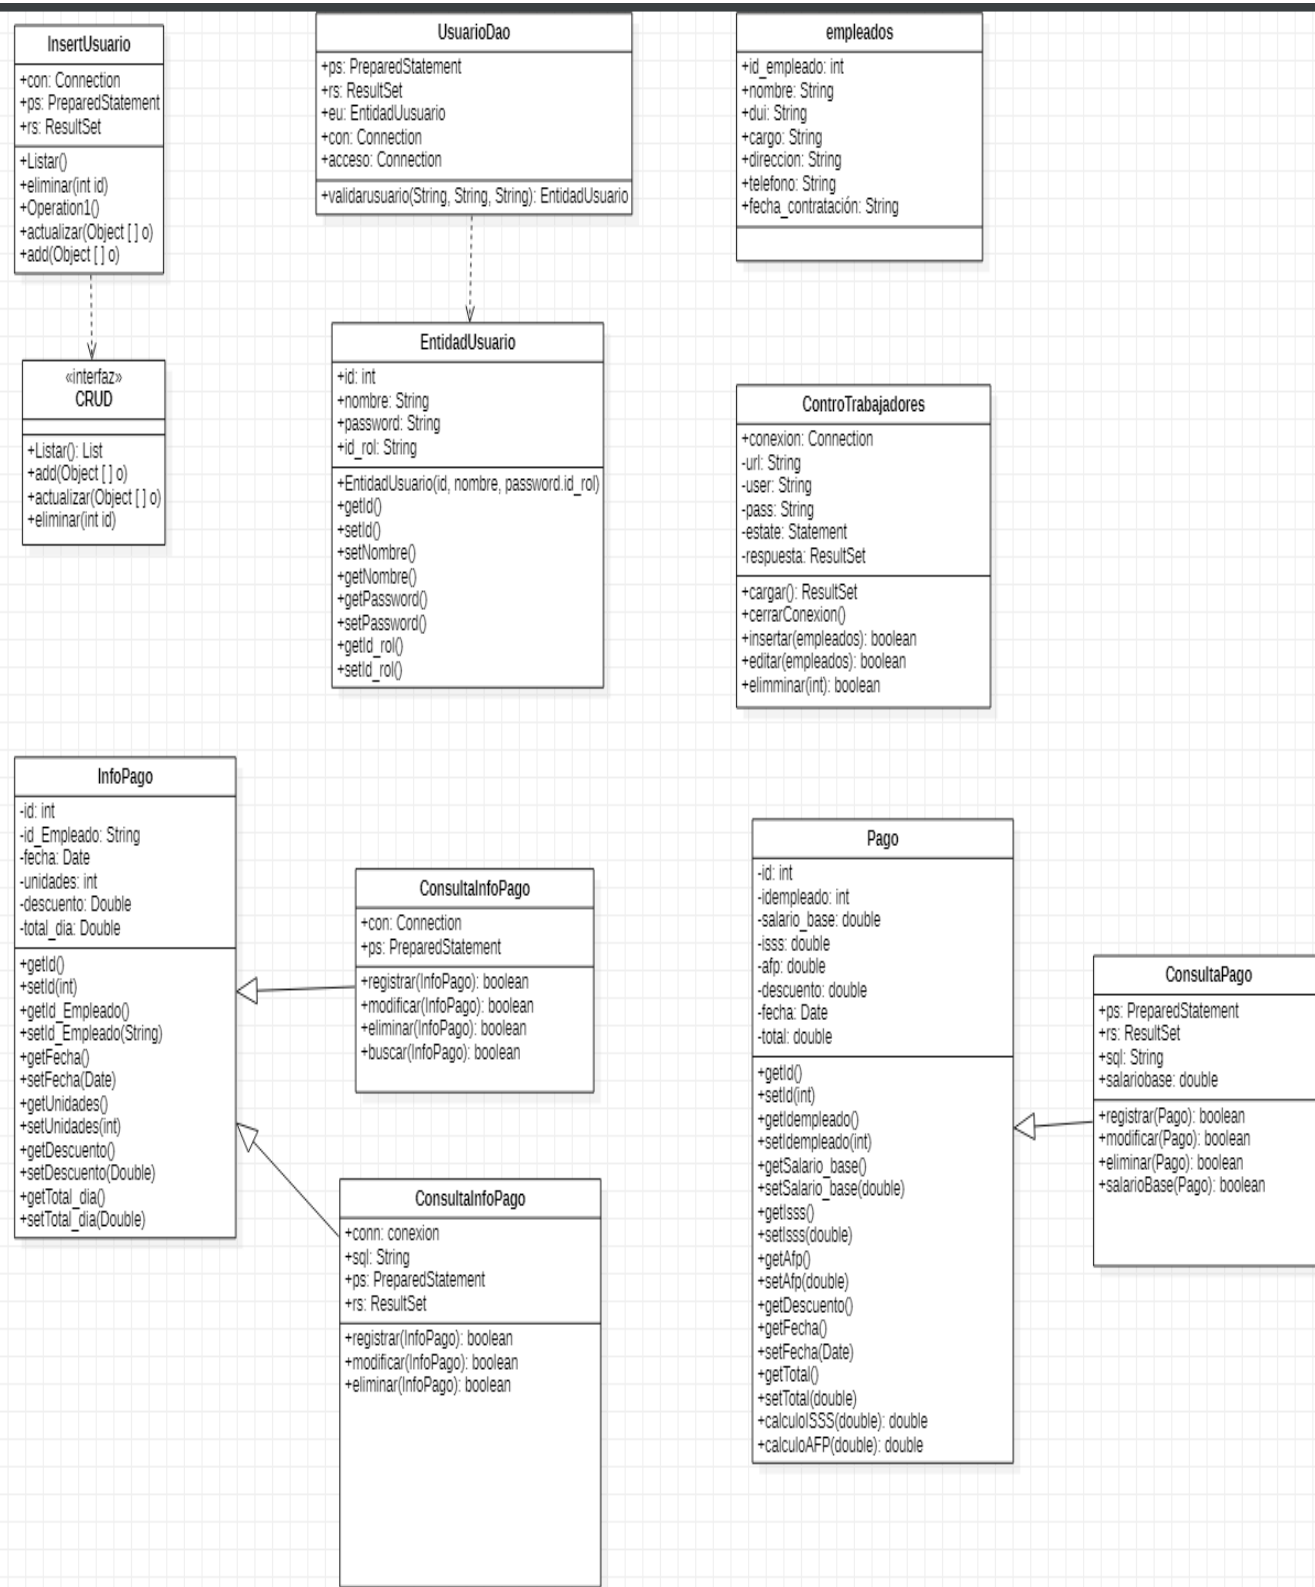 InsertUsuario
+con: Connection
+ps: PreparedStatement
+rs: ResultSet
+Listar()
+eliminar(int id)
+Operation1()
+actualizar(Object [ ] o)
+add(Object [ ] o)
UsuarioDao
+ps: PreparedStatement
+rs: ResultSet
+eu: EntidadUusuario
+con: Connection
+acceso: Connection
+validarusuario(String, String, String): EntidadUsuario
empleados
+id_empleado: int
+nombre: String
+dui: String
+cargo: String
+direccion: String
+telefono: String
+fecha_contratación: String
«interfaz»
CRUD
+Listar(): List
+add(Object [ ] o)
+actualizar(Object [ ] o)
+eliminar(int id)
EntidadUsuario
+id: int
+nombre: String
+password: String
+id_rol: String
+EntidadUsuario(id, nombre, password.id_rol)
+getId()
+setId()
+setNombre()
+getNombre()
+getPassword()
+setPassword()
+getId_rol()
+setId_rol()
ControTrabajadores
+conexion: Connection
-url: String
-user: String
-pass: String
-estate: Statement
-respuesta: ResultSet
+cargar(): ResultSet
+cerrarConexion()
+insertar(empleados): boolean
+editar(empleados): boolean
+elimminar(int): boolean
InfoPago
-id: int
-id_Empleado: String
-fecha: Date
-unidades: int
-descuento: Double
-total_dia: Double
+getId()
+setId(int)
+getId_Empleado()
+setId_Empleado(String)
+getFecha()
+setFecha(Date)
+getUnidades()
+setUnidades(int)
+getDescuento()
+setDescuento(Double)
+getTotal_dia()
+setTotal_dia(Double)
ConsultaInfoPago
+con: Connection
+ps: PreparedStatement
+registrar(InfoPago): boolean
+modificar(InfoPago): boolean
+eliminar(InfoPago): boolean
+buscar(InfoPago): boolean
ConsultaInfoPago
+conn: conexion
+sql: String
+ps: PreparedStatement
+rs: ResultSet
+registrar(InfoPago): boolean
+modificar(InfoPago): boolean
+eliminar(InfoPago): boolean
Pago
-id: int
-idempleado: int
-salario_base: double
-isss: double
-afp: double
-descuento: double
-fecha: Date
-total: double
+getId()
+setId(int)
+getIdempleado()
+setIdempleado(int)
+getSalario_base()
+setSalario_base(double)
+getIsss()
+setIsss(double)
+getAfp()
+setAfp(double)
+getDescuento()
+getFecha()
+setFecha(Date)
+getTotal()
+setTotal(double)
+calculoISSS(double): double
+calculoAFP(double): double
ConsultaPago
+ps: PreparedStatement
+rs: ResultSet
+sql: String
+salariobase: double
+registrar(Pago): boolean
+modificar(Pago): boolean
+eliminar(Pago): boolean
+salarioBase(Pago): boolean